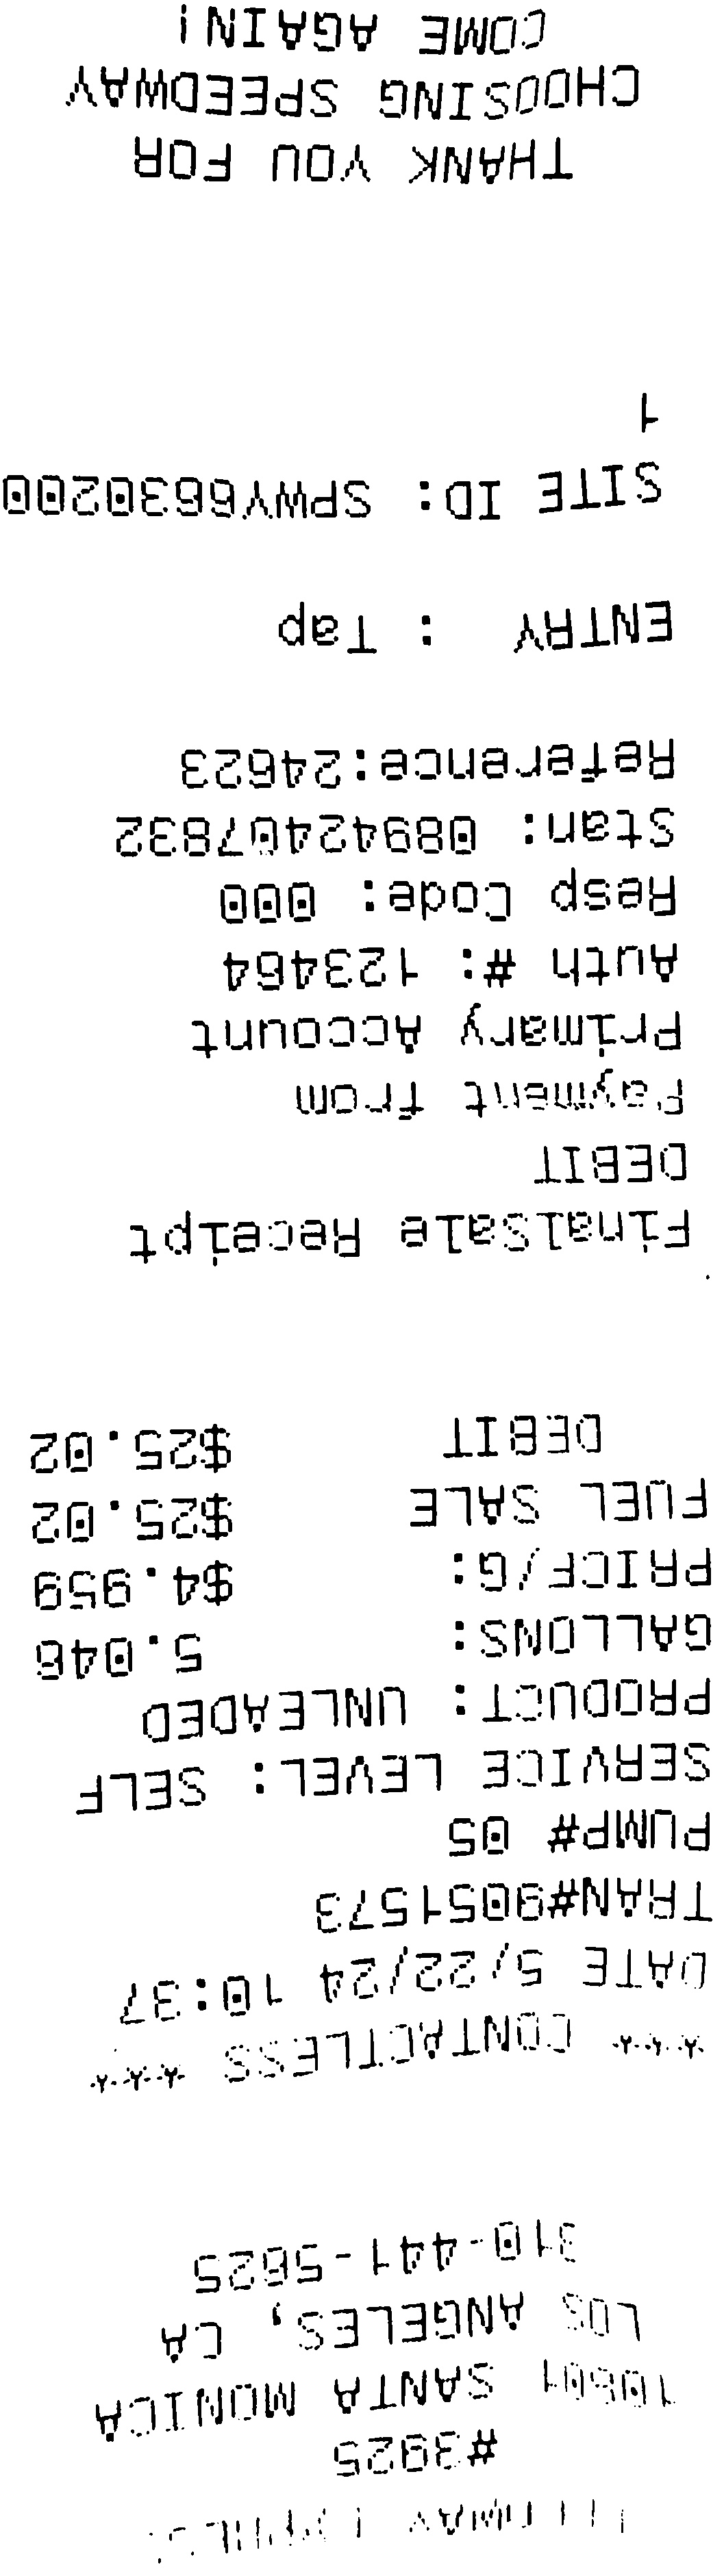 #3925
10801 SANTA MONICA
LOS ANGELES, CA
310-441-5625
*** CONTACTLESS ***
DATE 5/22/24 10:37
TRAN#9051573
PUMP# 05
SERVICE LEVEL: SELF
PRODUCT: UNLEADED
GALLONS: 5.046
PRICE/G: $4.959
FUEL SALE $25.02
DEBIT $25.02
FinalSale Receipt
DEBIT
Payment from
Primary Account
Auth #: 123464
Resp Code: 000
Stan: 08942407832
Reference:24623
ENTRY : Tap
SITE ID: SPWY6630200
1
THANK YOU FOR
CHOOSING SPEEDWAY
COME AGAIN!